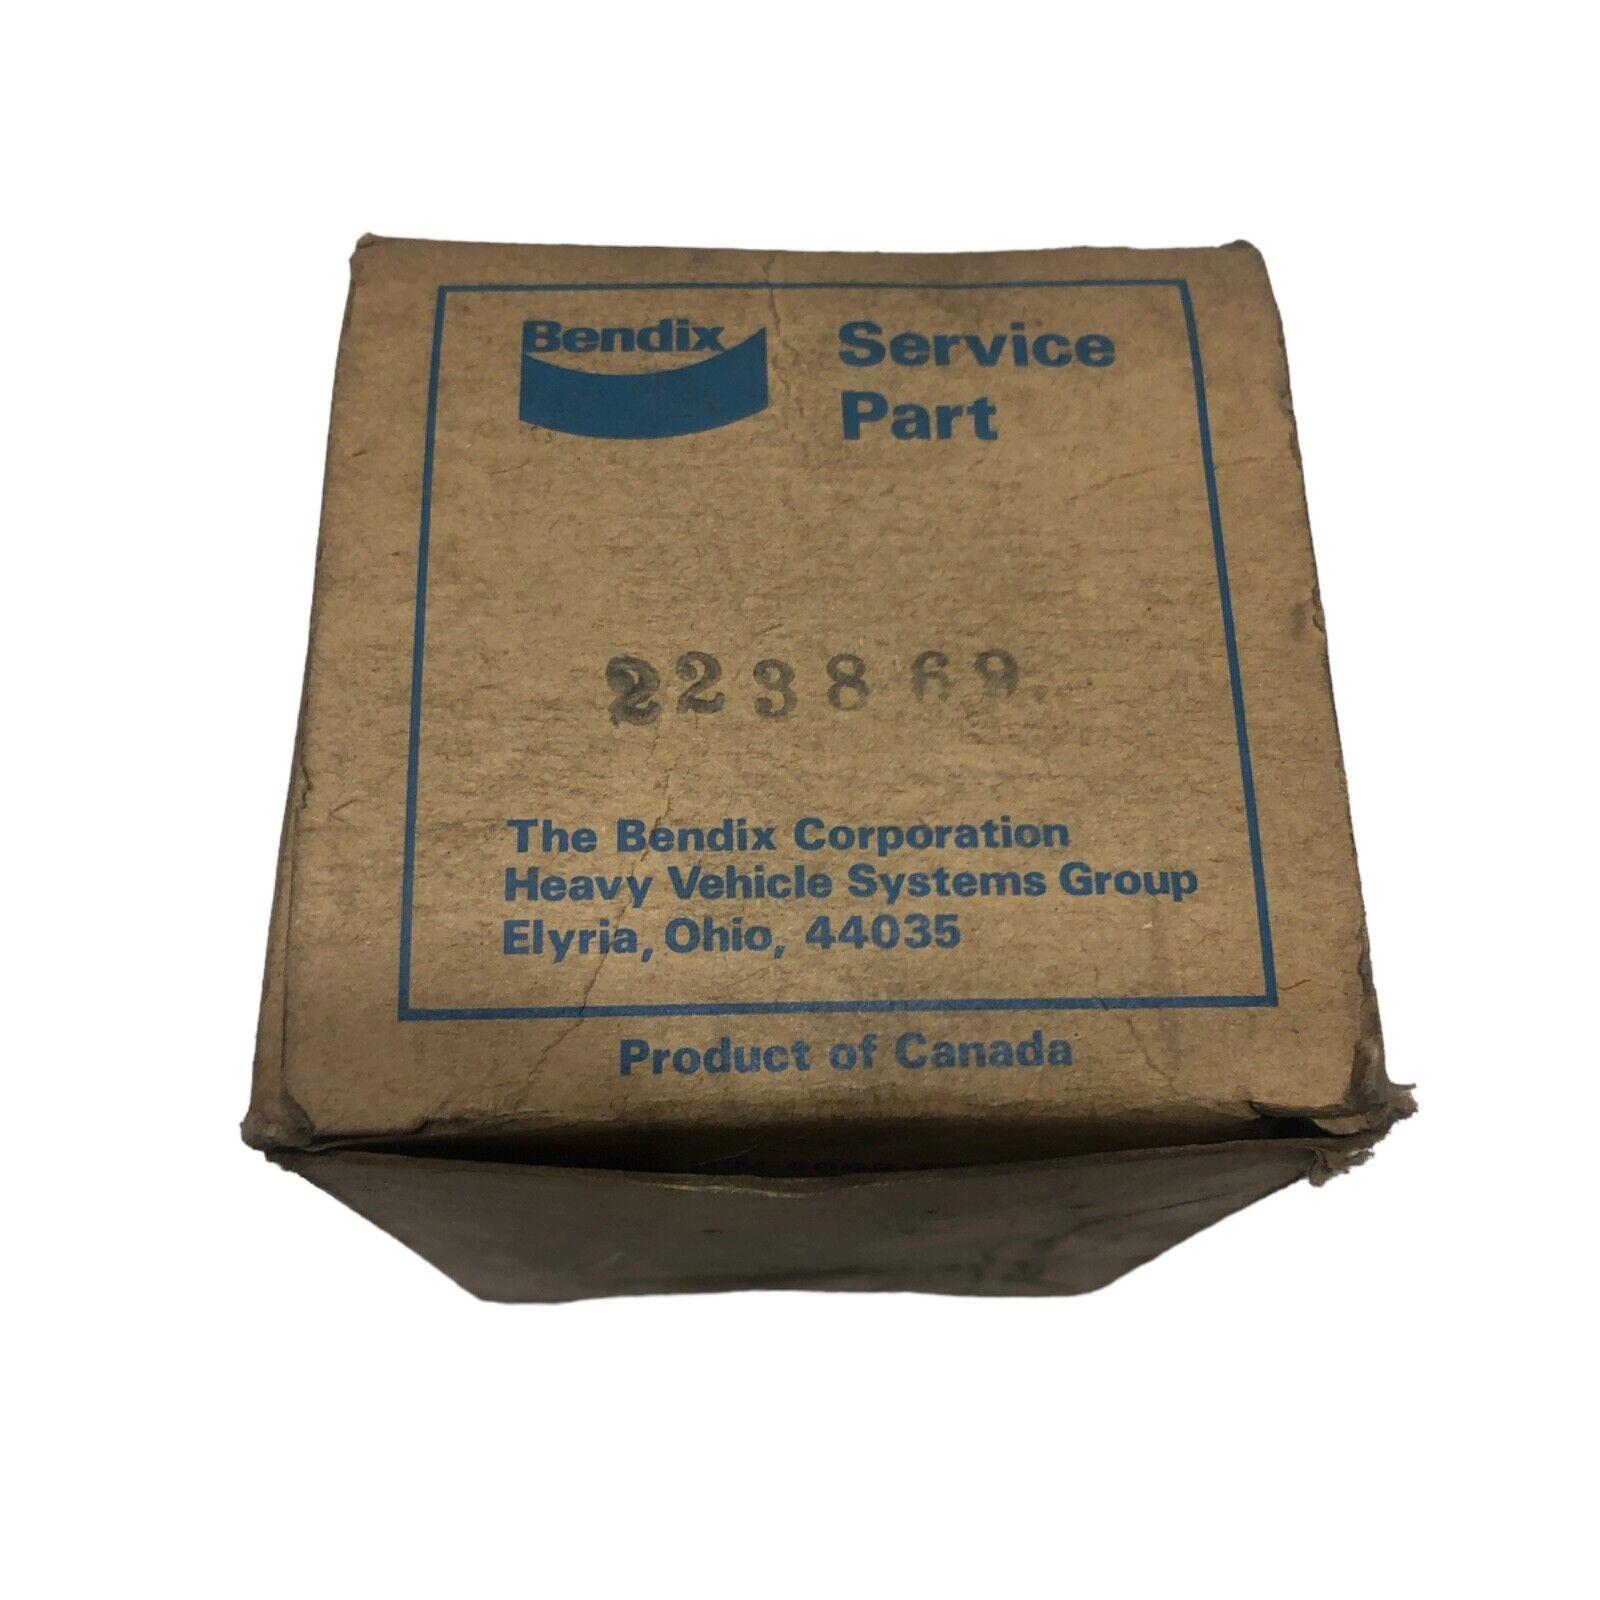 Bendix
Service
Part
223869
The Bendix Corporation
Heavy Vehicle Systems Group
Elyria, Ohio, 44035
Product of Canada